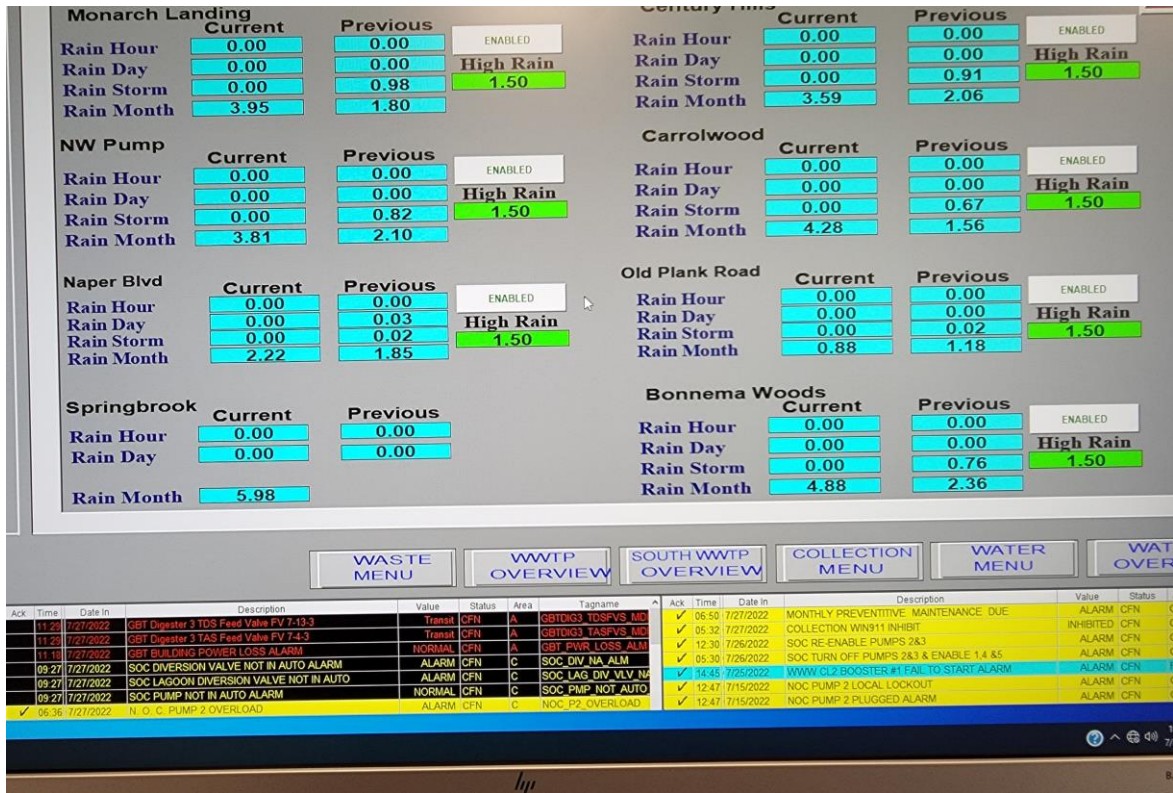 Monarch Landing
Current Previous
Rain Hour 0.00 0.00 ENABLED
Rain Day 0.00 0.00 High Rain
Rain Storm 0.00 0.98 1.50
Rain Month 3.95 1.80
Century Hills
Current Previous
Rain Hour 0.00 0.00 ENABLED
Rain Day 0.00 0.00 High Rain
Rain Storm 0.00 0.91 1.50
Rain Month 3.59 2.06
NW Pump
Current Previous
Rain Hour 0.00 0.00 ENABLED
Rain Day 0.00 0.00 High Rain
Rain Storm 0.00 0.82 1.50
Rain Month 3.81 2.10
Carrolwood
Current Previous
Rain Hour 0.00 0.00 ENABLED
Rain Day 0.00 0.00 High Rain
Rain Storm 0.00 0.67 1.50
Rain Month 4.28 1.56
Naper Blvd
Current Previous
Rain Hour 0.00 0.00 ENABLED
Rain Day 0.00 0.03 High Rain
Rain Storm 0.00 0.02 1.50
Rain Month 2.22 1.85
Old Plank Road
Current Previous
Rain Hour 0.00 0.00 ENABLED
Rain Day 0.00 0.00 High Rain
Rain Storm 0.00 0.02 1.50
Rain Month 0.88 1.18
Springbrook
Current Previous
Rain Hour 0.00 0.00
Rain Day 0.00 0.00
Rain Month 5.98
Bonnema Woods
Current Previous
Rain Hour 0.00 0.00 ENABLED
Rain Day 0.00 0.00 High Rain
Rain Storm 0.00 0.76 1.50
Rain Month 4.88 2.36
WASTE MENU
WWTP OVERVIEW
SOUTH WWTP OVERVIEW
COLLECTION MENU
WATER MENU
WAT
OVER
Ack Time Date In Description Value Status Area Tagname
11:29 7/27/2022 GBT Digester 3 TDS Feed Valve FV 7-13-3 Transit CFN A GBTDIG3_TDSFVS_MD
11:29 7/27/2022 GBT Digester 3 TAS Feed Valve FV 7-4-3 Transit CFN A GBTDIG3_TASFVS_MD
11:18 7/27/2022 GBT BUILDING POWER LOSS ALARM NORMAL CFN A GBT_PWR_LOSS_ALM
09:27 7/27/2022 SOC DIVERSION VALVE NOT IN AUTO ALARM ALARM CFN C SOC_DIV_NA_ALM
09:27 7/27/2022 SOC LAGOON DIVERSION VALVE NOT IN AUTO ALARM CFN C SOC_LAG_DIV_VLV_NA
09:27 7/27/2022 SOC PUMP NOT IN AUTO ALARM NORMAL CFN C SOC_PMP_NOT_AUTO
06:36 7/27/2022 N. O. C. PUMP 2 OVERLOAD ALARM CFN C NOC_P2_OVERLOAD
Ack Time Date In Description Value Status
06:50 7/27/2022 MONTHLY PREVENTITIVE MAINTENANCE DUE ALARM CFN
05:32 7/27/2022 COLLECTION WIN911 INHIBIT INHIBITED CFN
12:30 7/26/2022 SOC RE-ENABLE PUMPS 2&3 ALARM CFN
05:30 7/26/2022 SOC TURN OFF PUMPS 2&3 & ENABLE 1,4 &5 ALARM CFN
14:45 7/25/2022 WWW CL2 BOOSTER #1 FAIL TO START ALARM ALARM CFN
12:47 7/15/2022 NOC PUMP 2 LOCAL LOCKOUT ALARM CFN
12:47 7/15/2022 NOC PUMP 2 PLUGGED ALARM ALARM CFN
hp